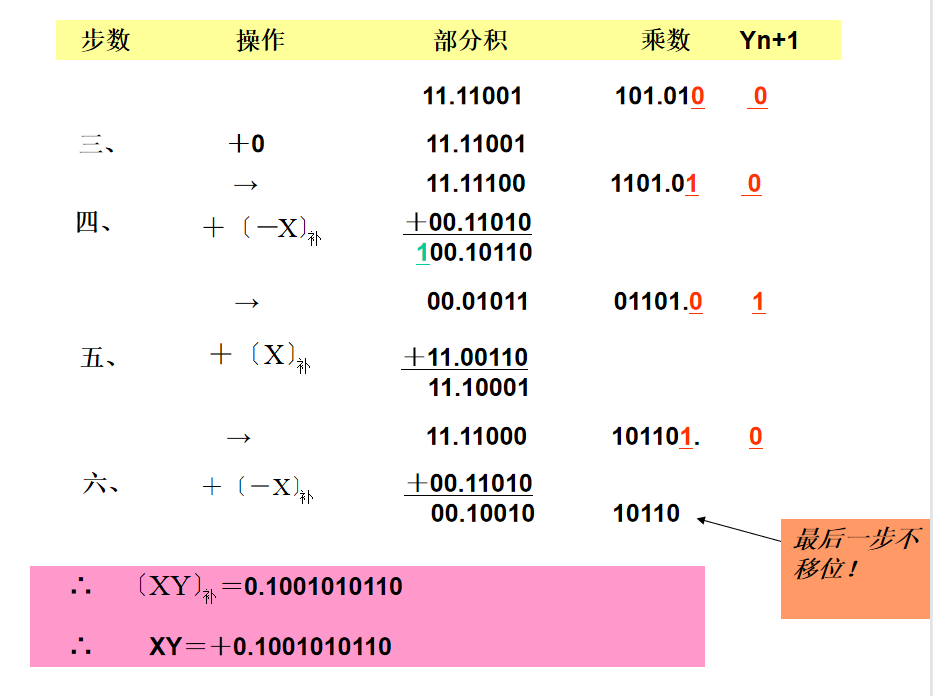 步数 操作 部分积 乘数 Yn+1
11.11001 101.010 0
三、 ＋0 11.11001
→ 11.11100 1101.01 0
四、 ＋〔－X〕补 ＋00.11010
100.10110
→ 00.01011 01101.0 1
五、 ＋〔X〕补 ＋11.00110
11.10001
→ 11.11000 101101. 0
六、 ＋〔－X〕补 ＋00.11010
00.10010 10110
最后一步不
移位！
∴ 〔XY〕补＝0.1001010110
∴ XY＝＋0.1001010110